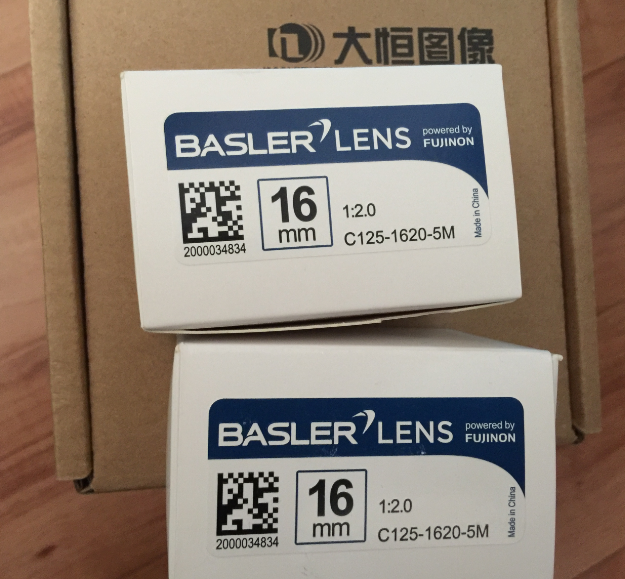 大恒图像
BASLER LENS powered by FUJINON
16 mm
1:2.0
C125-1620-5M
2000034834
Made in China
BASLER LENS powered by FUJINON
16 mm
1:2.0
C125-1620-5M
2000034834
Made in China